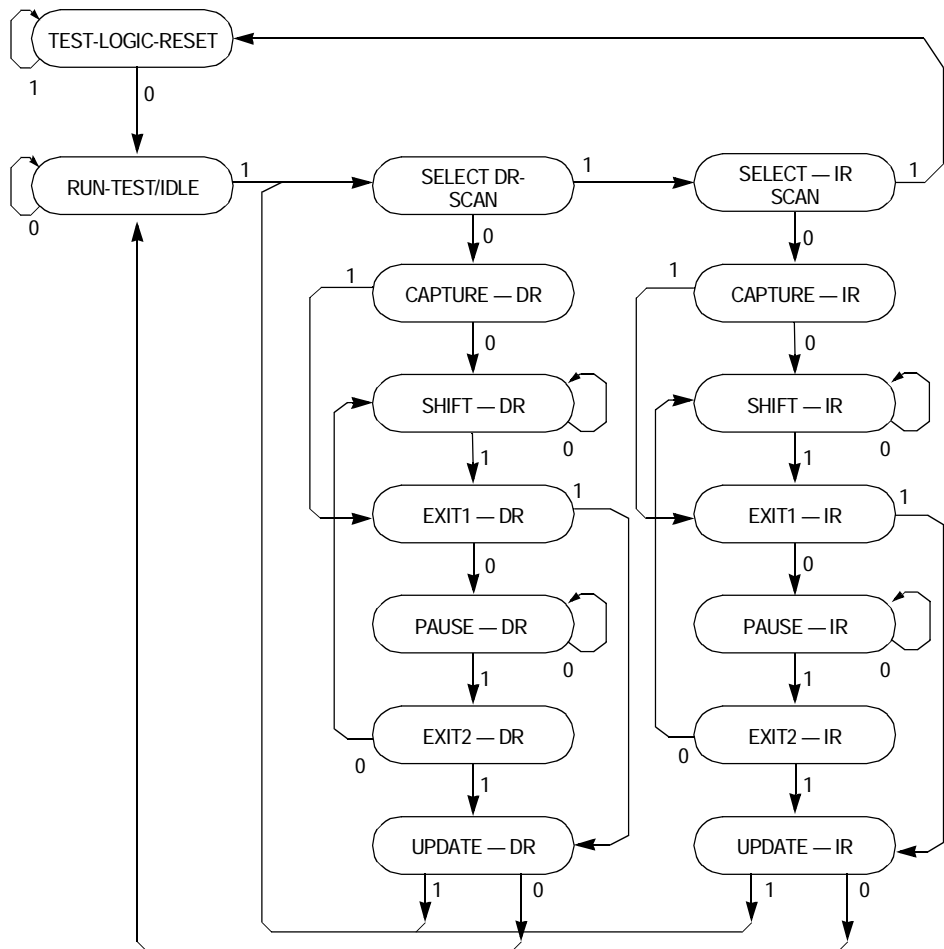 TEST-LOGIC-RESET
1
0
RUN-TEST/IDLE
1
0
SELECT DR-
SCAN
1
0
SELECT — IR
SCAN
1
0
1
CAPTURE — DR
0
1
CAPTURE — IR
0
SHIFT — DR
0
1
SHIFT — IR
0
1
EXIT1 — DR
1
0
EXIT1 — IR
1
0
PAUSE — DR
0
1
PAUSE — IR
0
1
EXIT2 — DR
0
1
EXIT2 — IR
0
1
UPDATE — DR
1
0
UPDATE — IR
1
0